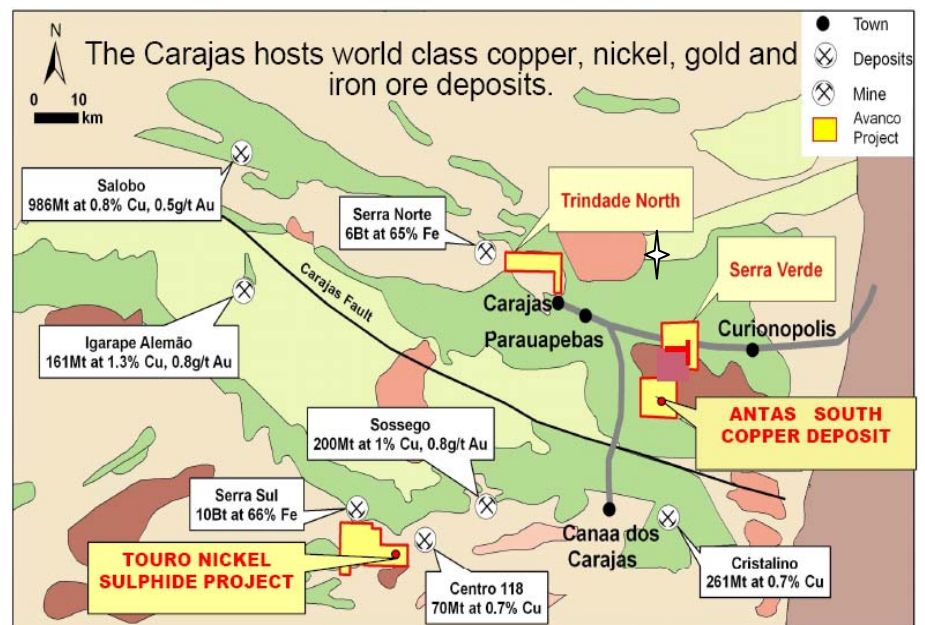 The Carajas hosts world class copper, nickel, gold and
iron ore deposits.
N
0 10
km
Town
Deposits
Mine
Avanco
Project
Salobo
986Mt at 0.8% Cu, 0.5g/t Au
Serra Norte
6Bt at 65% Fe
Trindade North
Serra Verde
Carajas Fault
Carajas
Parauapebas
Curionopolis
Igarape Alemão
161Mt at 1.3% Cu, 0.8g/t Au
Sossego
200Mt at 1% Cu, 0.8g/t Au
ANTAS SOUTH
COPPER DEPOSIT
Serra Sul
10Bt at 66% Fe
TOURO NICKEL
SULPHIDE PROJECT
Centro 118
70Mt at 0.7% Cu
Canaa dos
Carajas
Cristalino
261Mt at 0.7% Cu